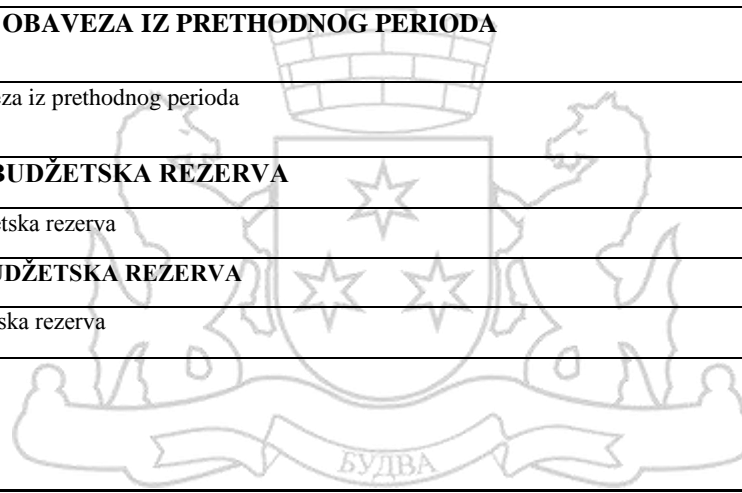 OBAVEZA IZ PRETHODNOG PERIODA
za iz prethodnog perioda
BUDŽETSKA REZERVA
tska rezerva
UDŽETSKA REZERVA
ska rezerva
БУДВА